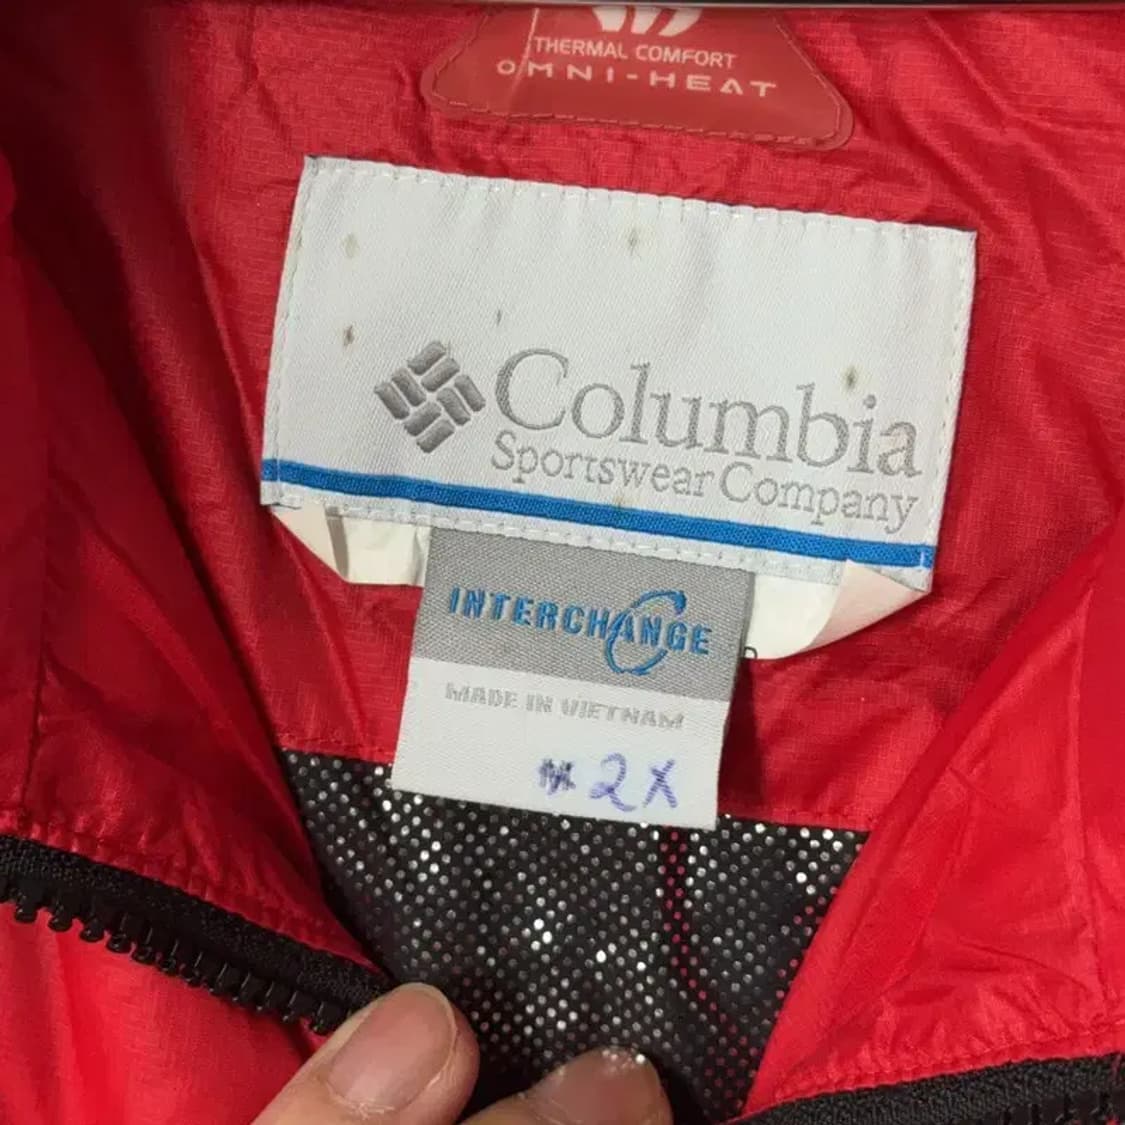 THERMAL COMFORT
OMNI-HEAT
Columbia
Sportswear Company
INTERCHANGE
MADE IN VIETNAM
M 2X